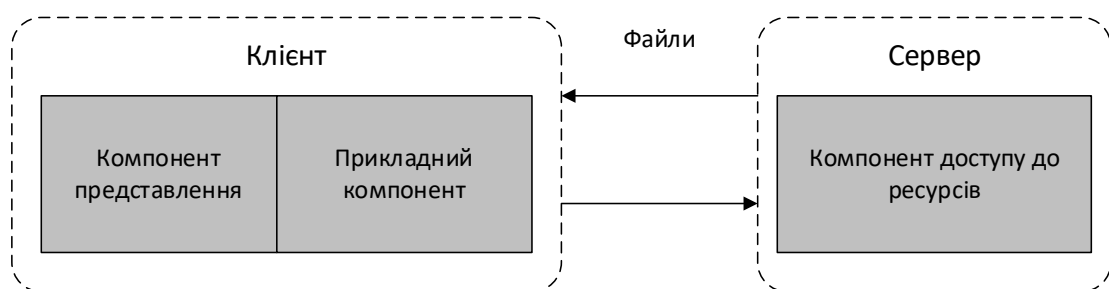 Клієнт
Файли
Сервер
Компонент
представлення
Прикладний
компонент
Компонент доступу до
ресурсів